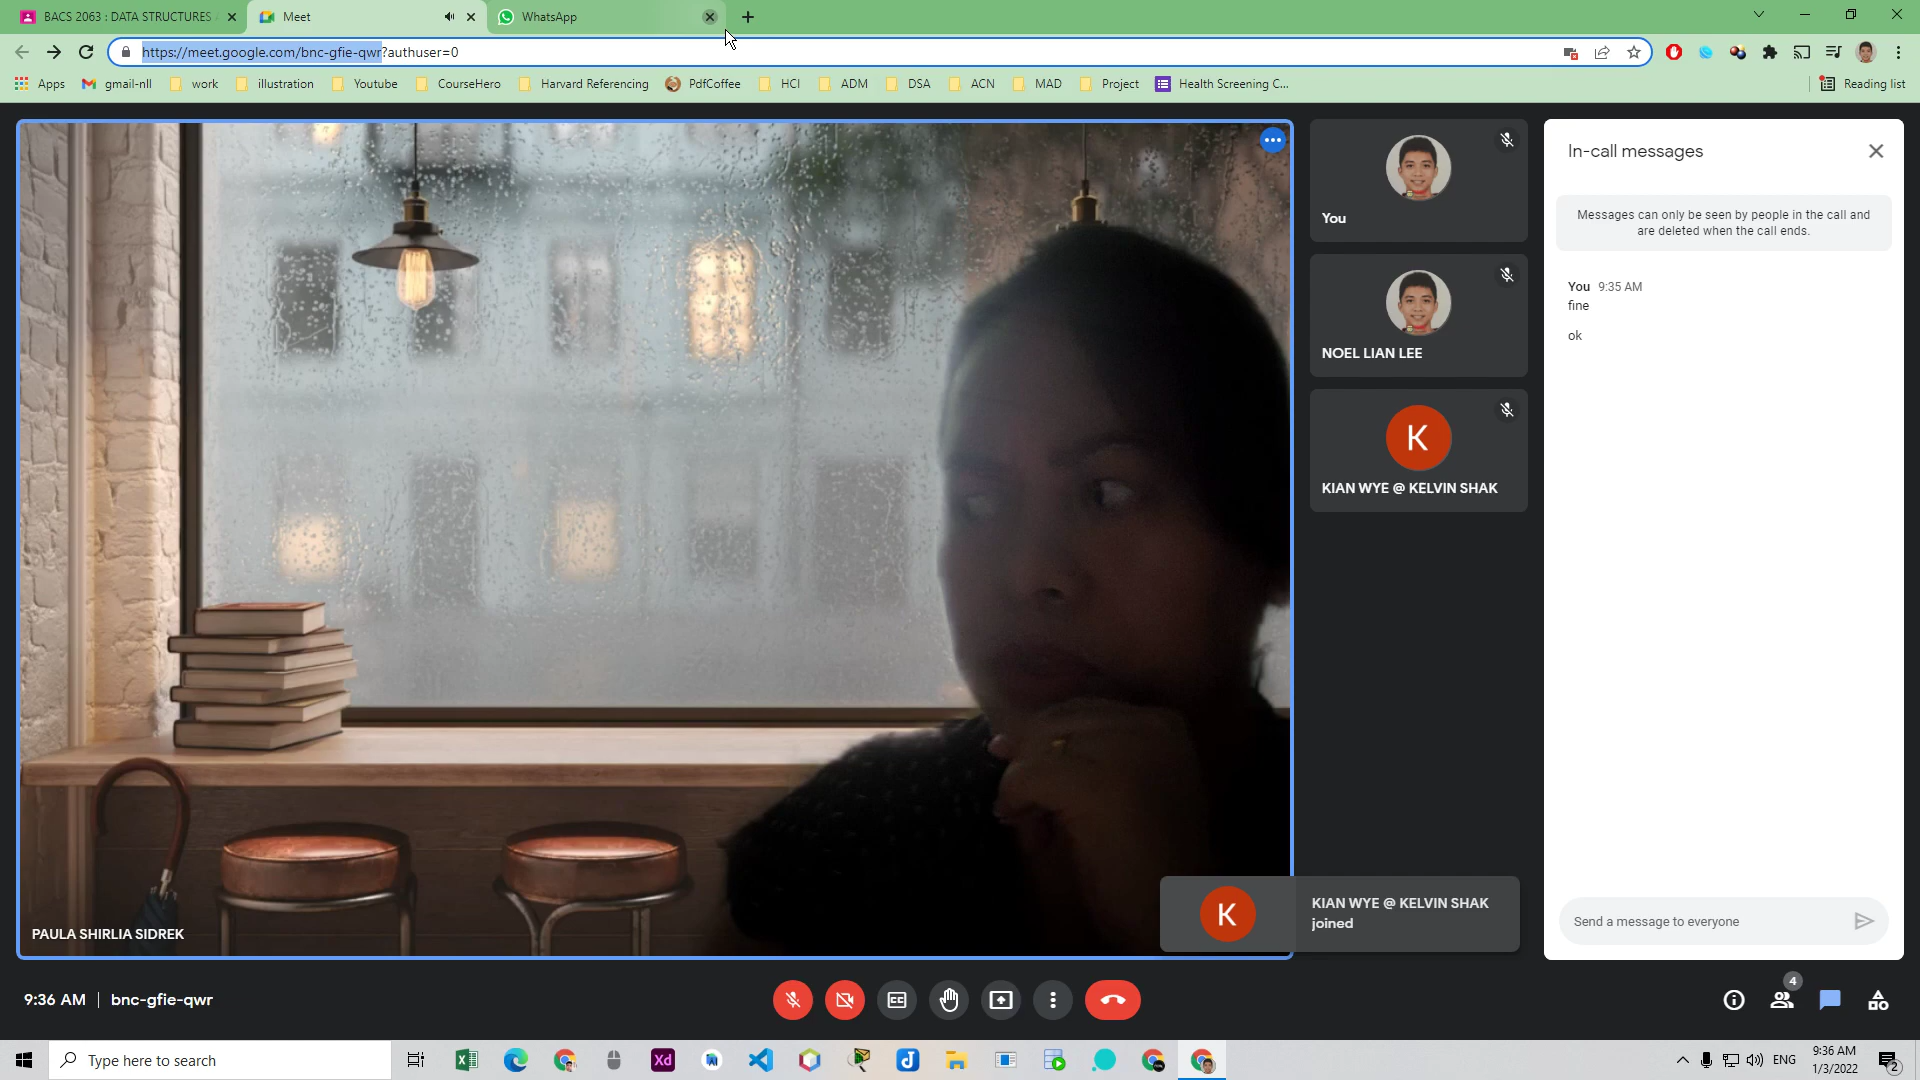 BACS 2063 : DATA STRUCTURES
Meet
WhatsApp
https://meet.google.com/bnc-gfie-qwr?authuser=0
Apps
gmail-nll
work
illustration
Youtube
CourseHero
Harvard Referencing
PdfCoffee
HCI
ADM
DSA
ACN
MAD
Project
Health Screening C...
Reading list
PAULA SHIRLIA SIDREK
You
NOEL LIAN LEE
K
KIAN WYE @ KELVIN SHAK
K
KIAN WYE @ KELVIN SHAK
joined
In-call messages
Messages can only be seen by people in the call and
are deleted when the call ends.
You 9:35 AM
fine
ok
Send a message to everyone
9:36 AM | bnc-gfie-qwr
CC
4
Type here to search
Xd
ENG
9:36 AM
1/3/2022
2